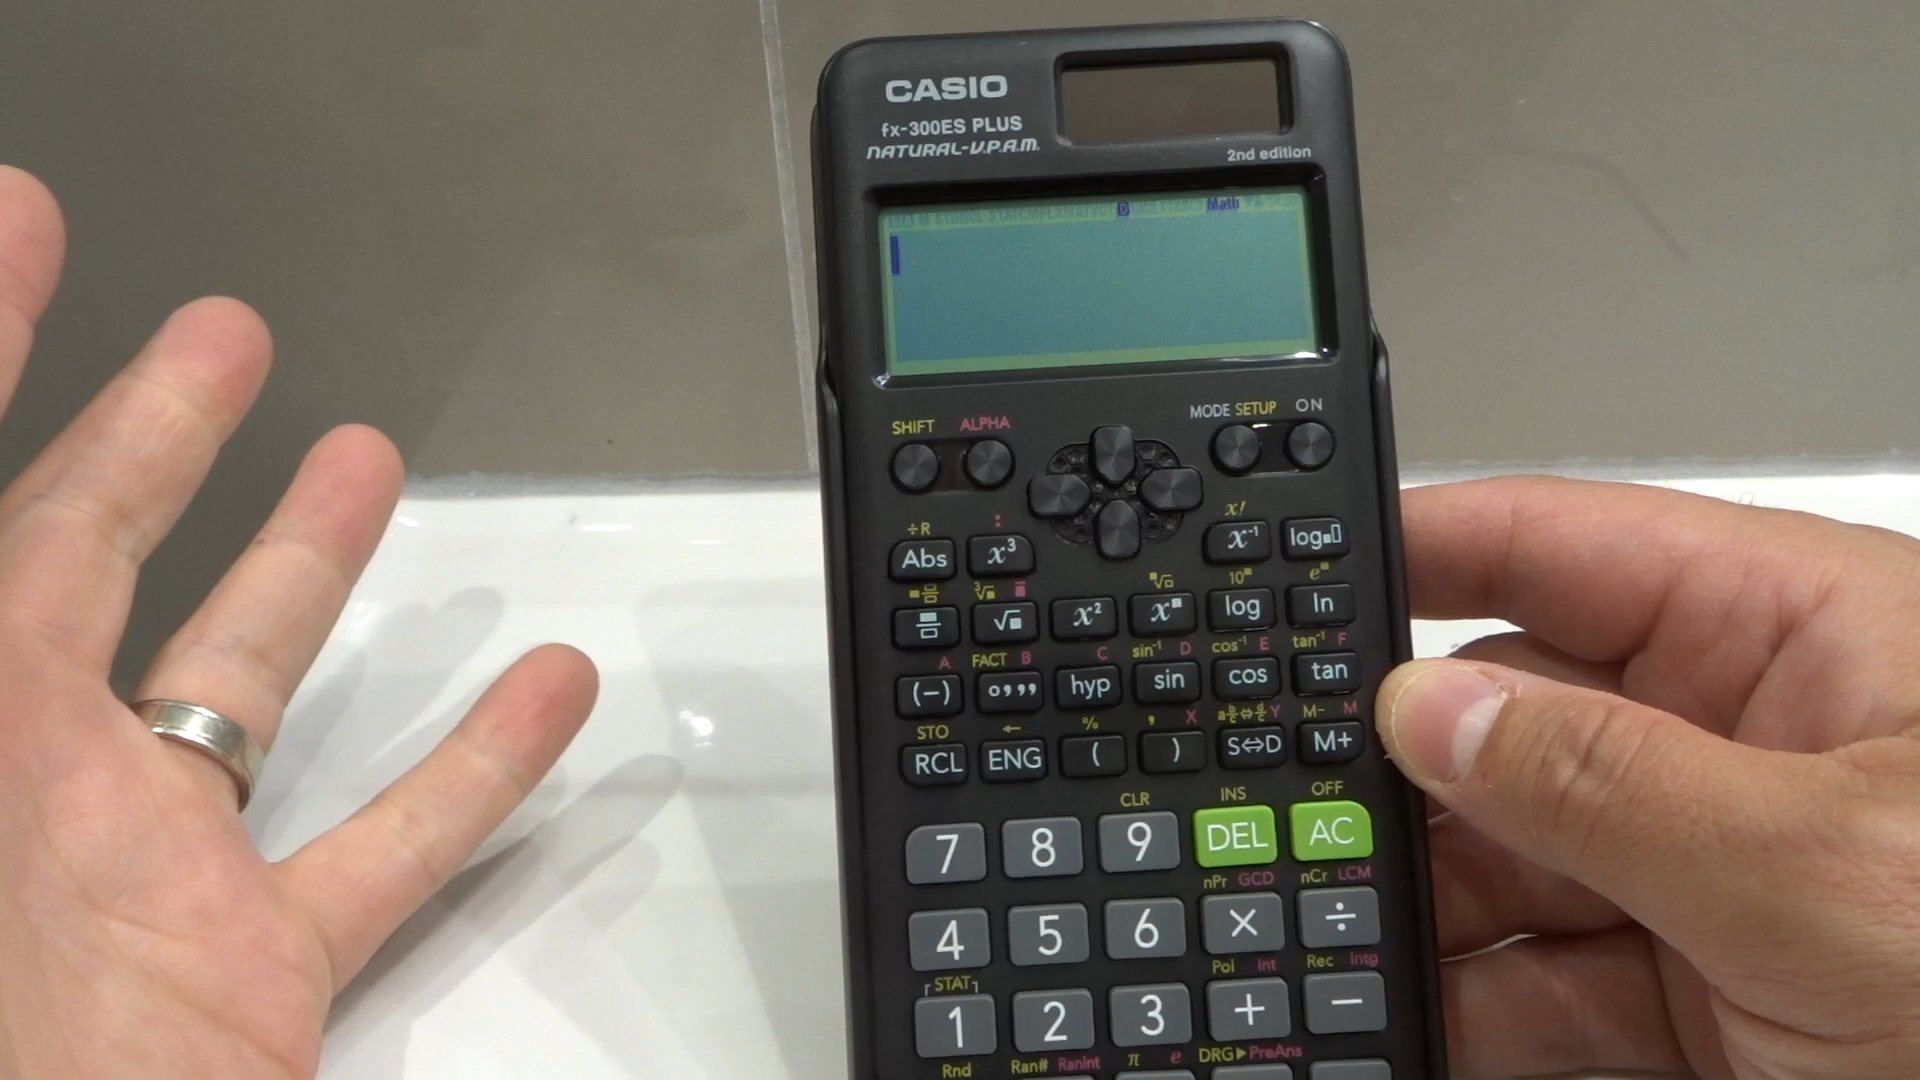 CASIO
fx-300ES PLUS
NATURAL-V.P.A.M.
2nd edition
D Math
SHIFT ALPHA MODE SETUP ON
÷R : x!
Abs x³ x⁻¹ log▪▯
■▤ ³√■ ■ ■√□ 10■ e■
√■ x² x■ log ln
A FACT B C sin⁻¹ D cos⁻¹ E tan⁻¹ F
(−) °''' hyp sin cos tan
STO ← % , X a b/c⇔d/c Y M− M
RCL ENG ( ) S⇔D M+
CLR INS OFF
7 8 9 DEL AC
nPr GCD nCr LCM
4 5 6 × ÷
STAT Pol Int Rec Intg
1 2 3 + −
Rnd Ran# RanInt π e DRG▶ PreAns